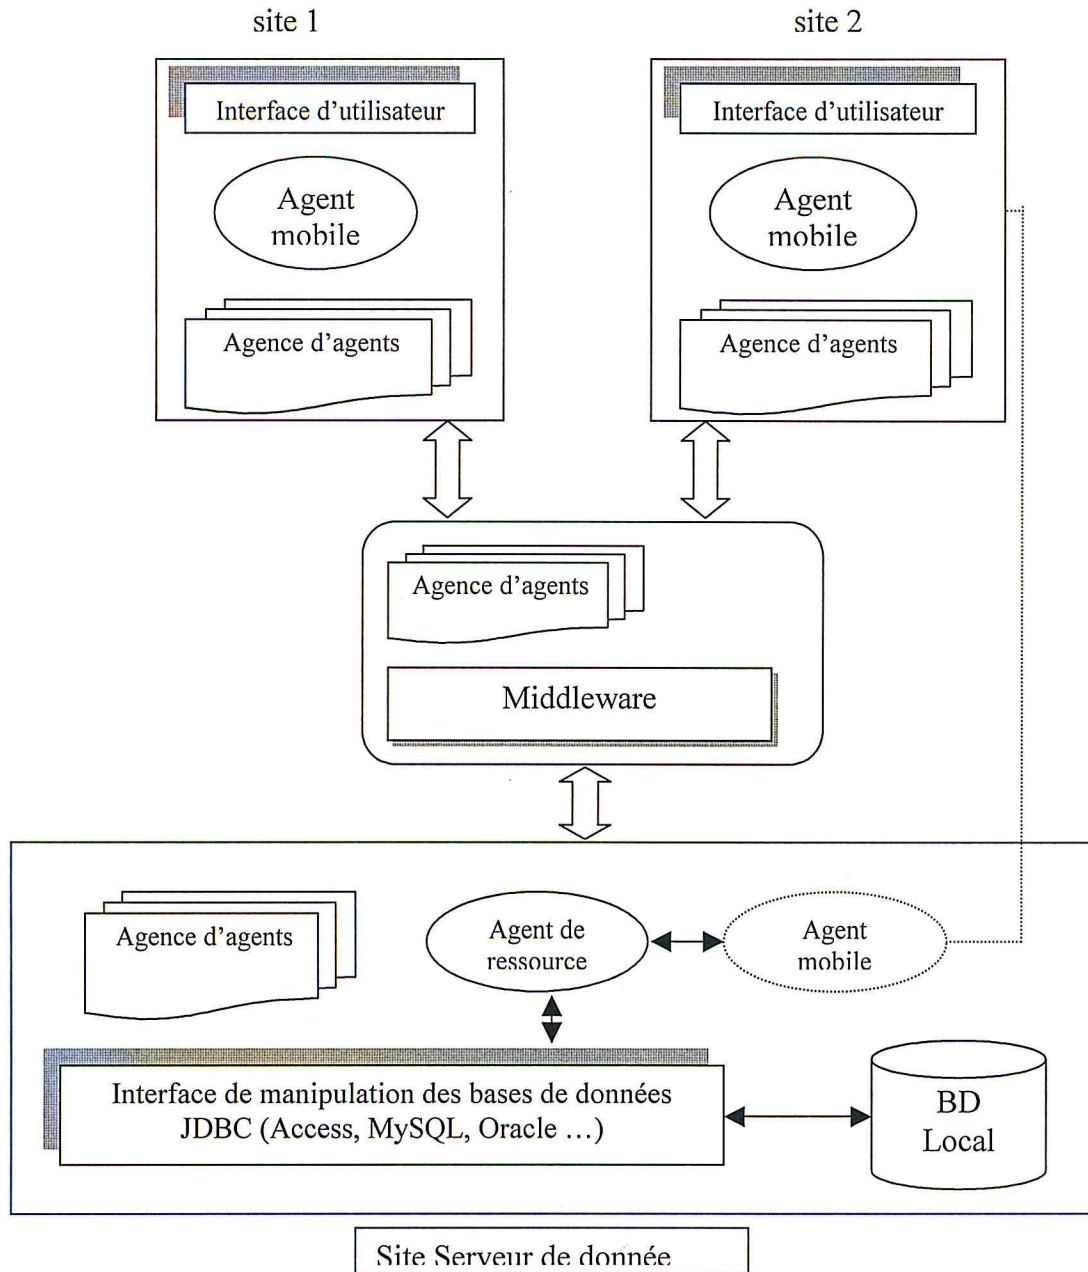 site 1
site 2
Interface d'utilisateur
Agent
mobile
Agence d'agents
Interface d'utilisateur
Agent
mobile
Agence d'agents
Agence d'agents
Middleware
Agence d'agents
Agent de
ressource
Agent
mobile
Interface de manipulation des bases de données
JDBC (Access, MySQL, Oracle ...)
BD
Local
Site Serveur de donnée